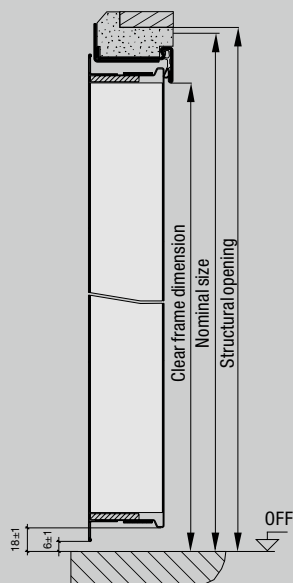 Clear frame dimension
Nominal size
Structural opening
OFF
18±1
6±1